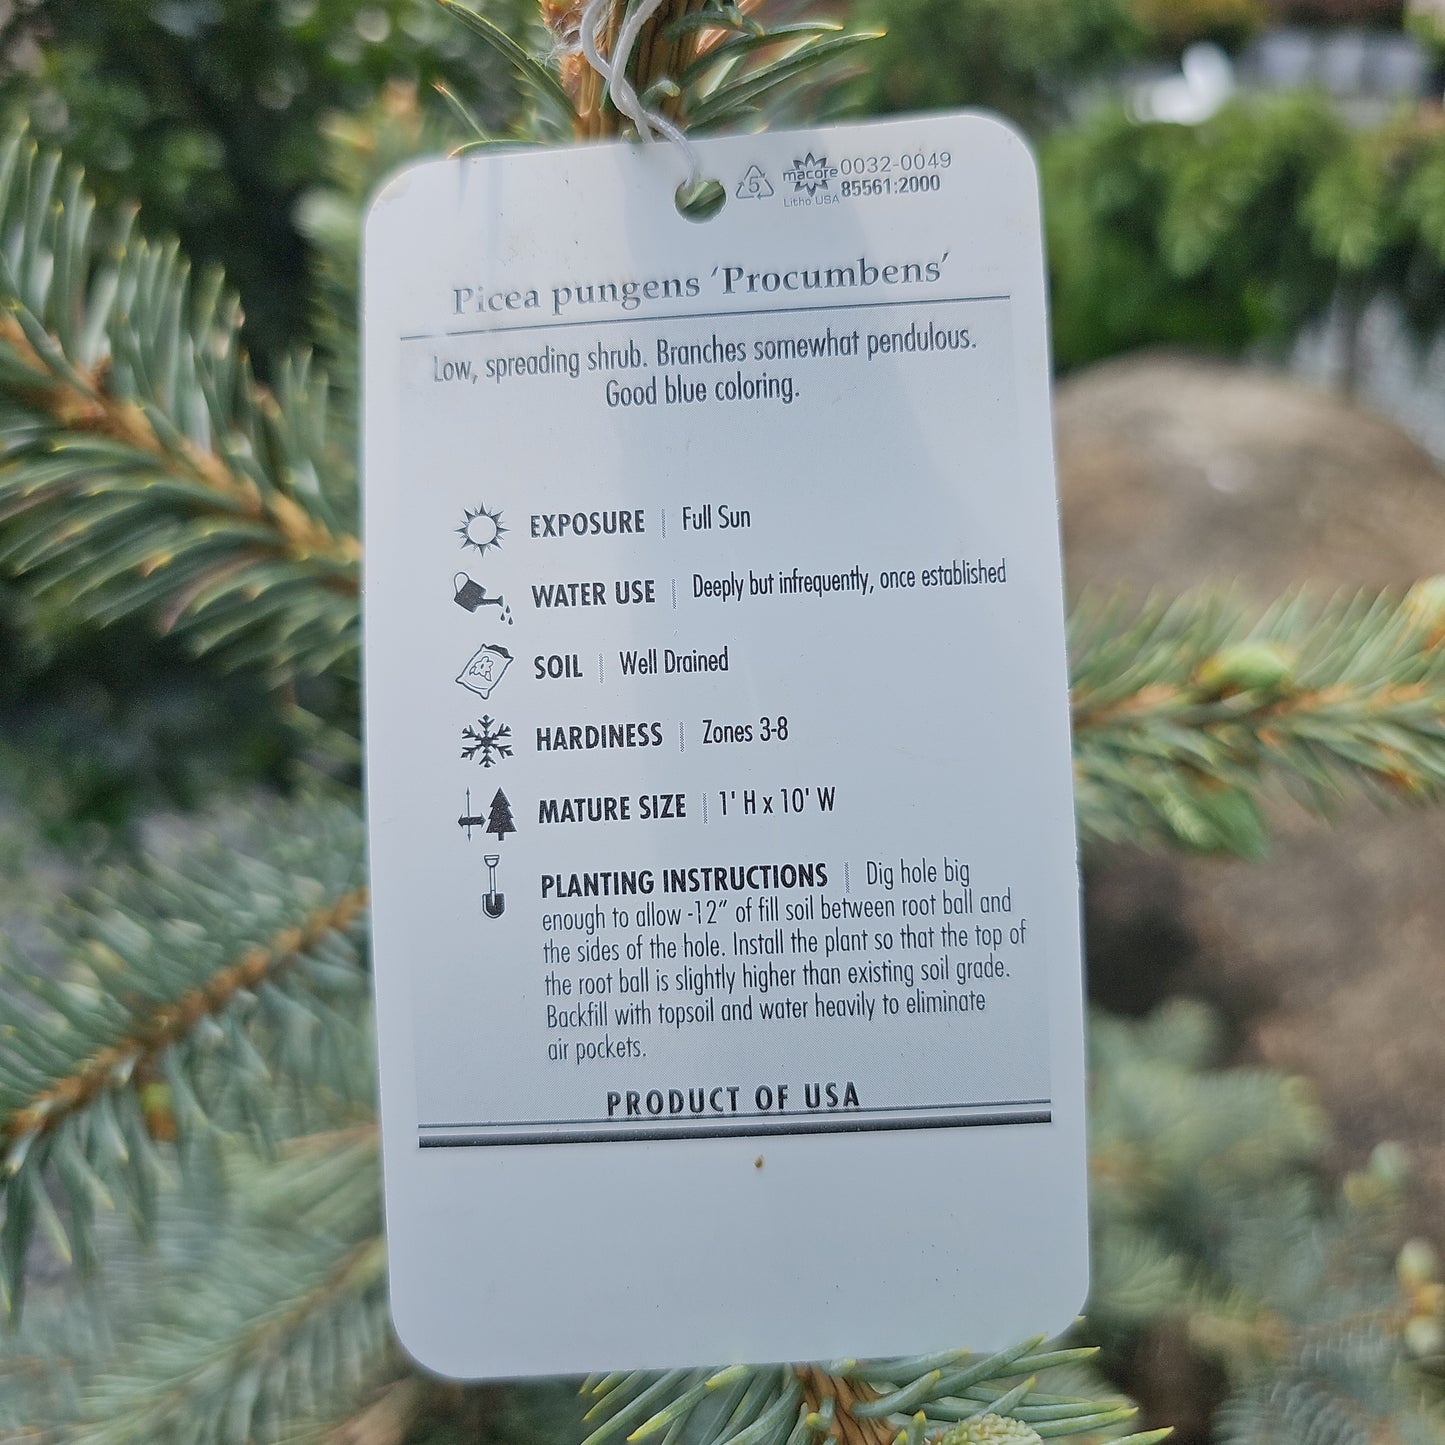 5 macore 0032-0049
Litho USA 85561:2000
Picea pungens ‘Procumbens’
Low, spreading shrub. Branches somewhat pendulous.
Good blue coloring.
EXPOSURE | Full Sun
WATER USE | Deeply but infrequently, once established
SOIL | Well Drained
HARDINESS | Zones 3-8
MATURE SIZE | 1' H x 10' W
PLANTING INSTRUCTIONS | Dig hole big
enough to allow -12” of fill soil between root ball and
the sides of the hole. Install the plant so that the top of
the root ball is slightly higher than existing soil grade.
Backfill with topsoil and water heavily to eliminate
air pockets.
PRODUCT OF USA